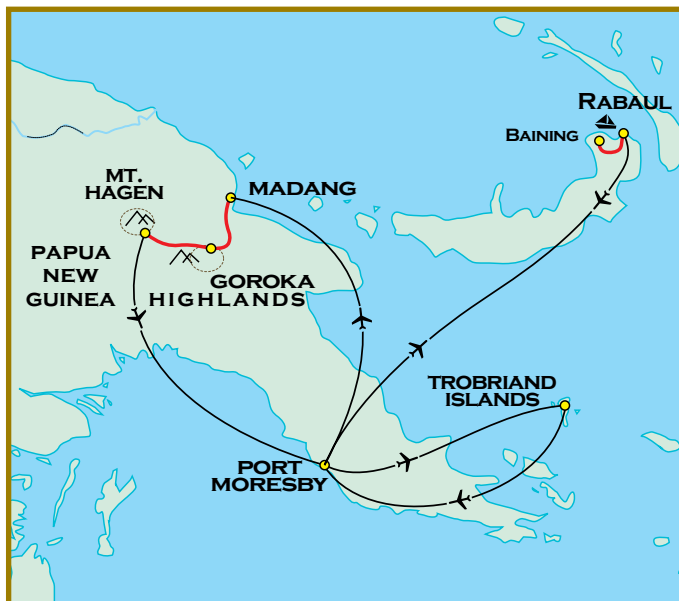 RABAUL
BAINING
MT.
HAGEN
MADANG
PAPUA
NEW
GUINEA
GOROKA
HIGHLANDS
TROBRIAND
ISLANDS
PORT
MORESBY